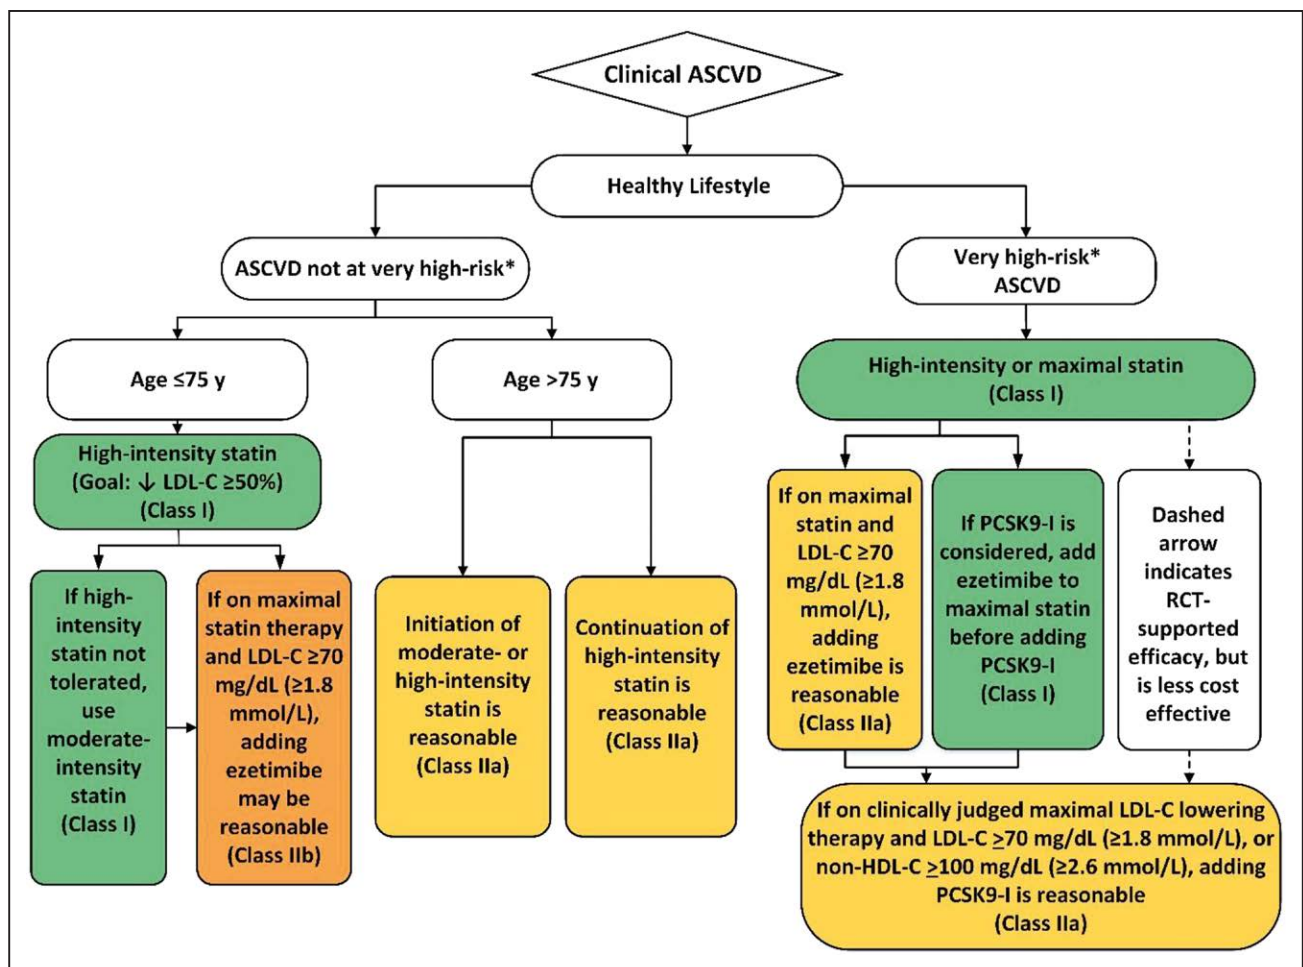 Clinical ASCVD
Healthy Lifestyle
ASCVD not at very high-risk*
Very high-risk*
ASCVD
Age ≤75 y
Age >75 y
High-intensity or maximal statin
(Class I)
High-intensity statin
(Goal: ↓ LDL-C ≥50%)
(Class I)
If high-
intensity
statin not
tolerated,
use
moderate-
intensity
statin
(Class I)
If on maximal
statin therapy
and LDL-C ≥70
mg/dL (≥1.8
mmol/L),
adding
ezetimibe
may be
reasonable
(Class IIb)
Initiation of
moderate- or
high-intensity
statin is
reasonable
(Class IIa)
Continuation of
high-intensity
statin is
reasonable
(Class IIa)
If on maximal
statin and
LDL-C ≥70
mg/dL (≥1.8
mmol/L),
adding
ezetimibe is
reasonable
(Class IIa)
If PCSK9-I is
considered, add
ezetimibe to
maximal statin
before adding
PCSK9-I
(Class I)
Dashed
arrow
indicates
RCT-
supported
efficacy, but
is less cost
effective
If on clinically judged maximal LDL-C lowering
therapy and LDL-C ≥70 mg/dL (≥1.8 mmol/L), or
non-HDL-C ≥100 mg/dL (≥2.6 mmol/L), adding
PCSK9-I is reasonable
(Class IIa)